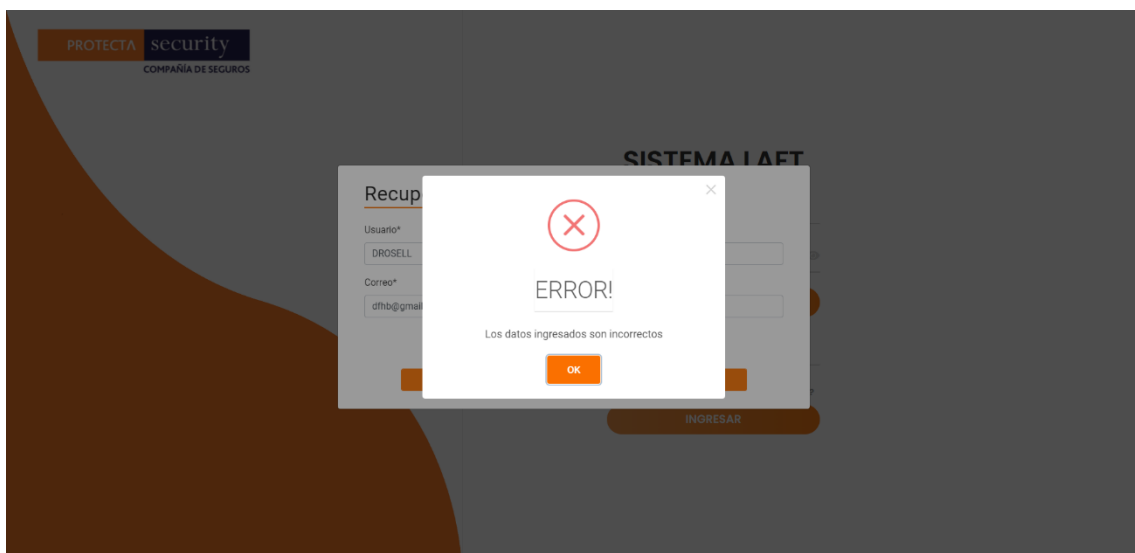 PROTECTA security
COMPAÑÍA DE SEGUROS
SISTEMA LAFT
Recup
Usuario*
DROSELL
Correo*
dfhb@gmail
ERROR!
Los datos ingresados son incorrectos
OK
INGRESAR